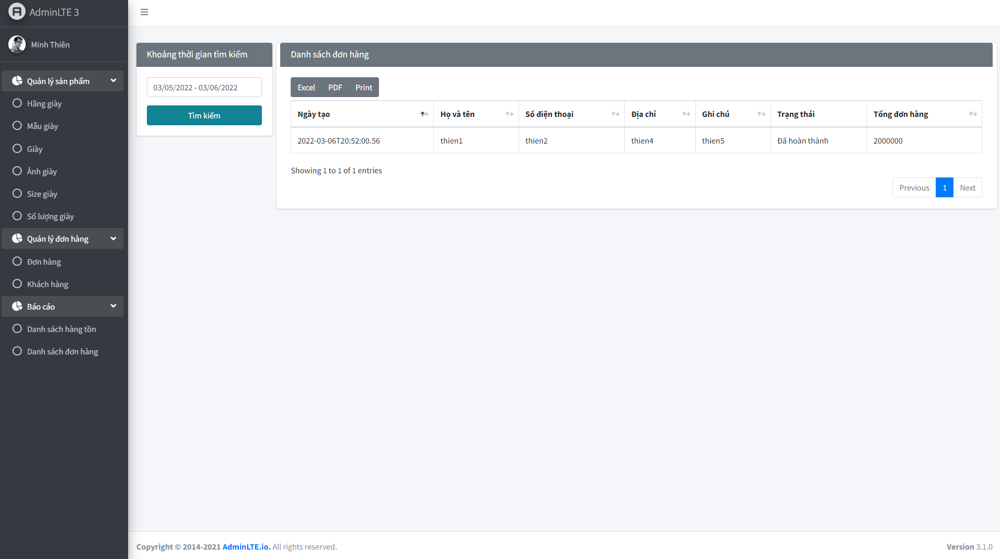 AdminLTE 3
Minh Thiên
Quản lý sản phẩm
Hãng giày
Mẫu giày
Giày
Ảnh giày
Size giày
Số lượng giày
Quản lý đơn hàng
Đơn hàng
Khách hàng
Báo cáo
Danh sách hàng tồn
Danh sách đơn hàng
Khoảng thời gian tìm kiếm
03/05/2022 - 03/06/2022
Tìm kiếm
Danh sách đơn hàng
Excel PDF Print
Ngày tạo Họ và tên Số điện thoại Địa chỉ Ghi chú Trạng thái Tổng đơn hàng
2022-03-06T20:52:00.56 thien1 thien2 thien4 thien5 Đã hoàn thành 2000000
Showing 1 to 1 of 1 entries
Previous 1 Next
Copyright © 2014-2021 AdminLTE.io. All rights reserved. Version 3.1.0